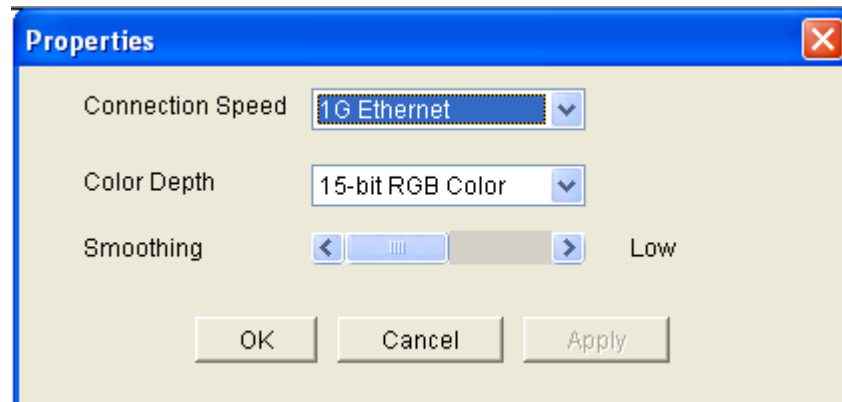 Properties
Connection Speed 1G Ethernet
Color Depth 15-bit RGB Color
Smoothing Low
OK Cancel Apply